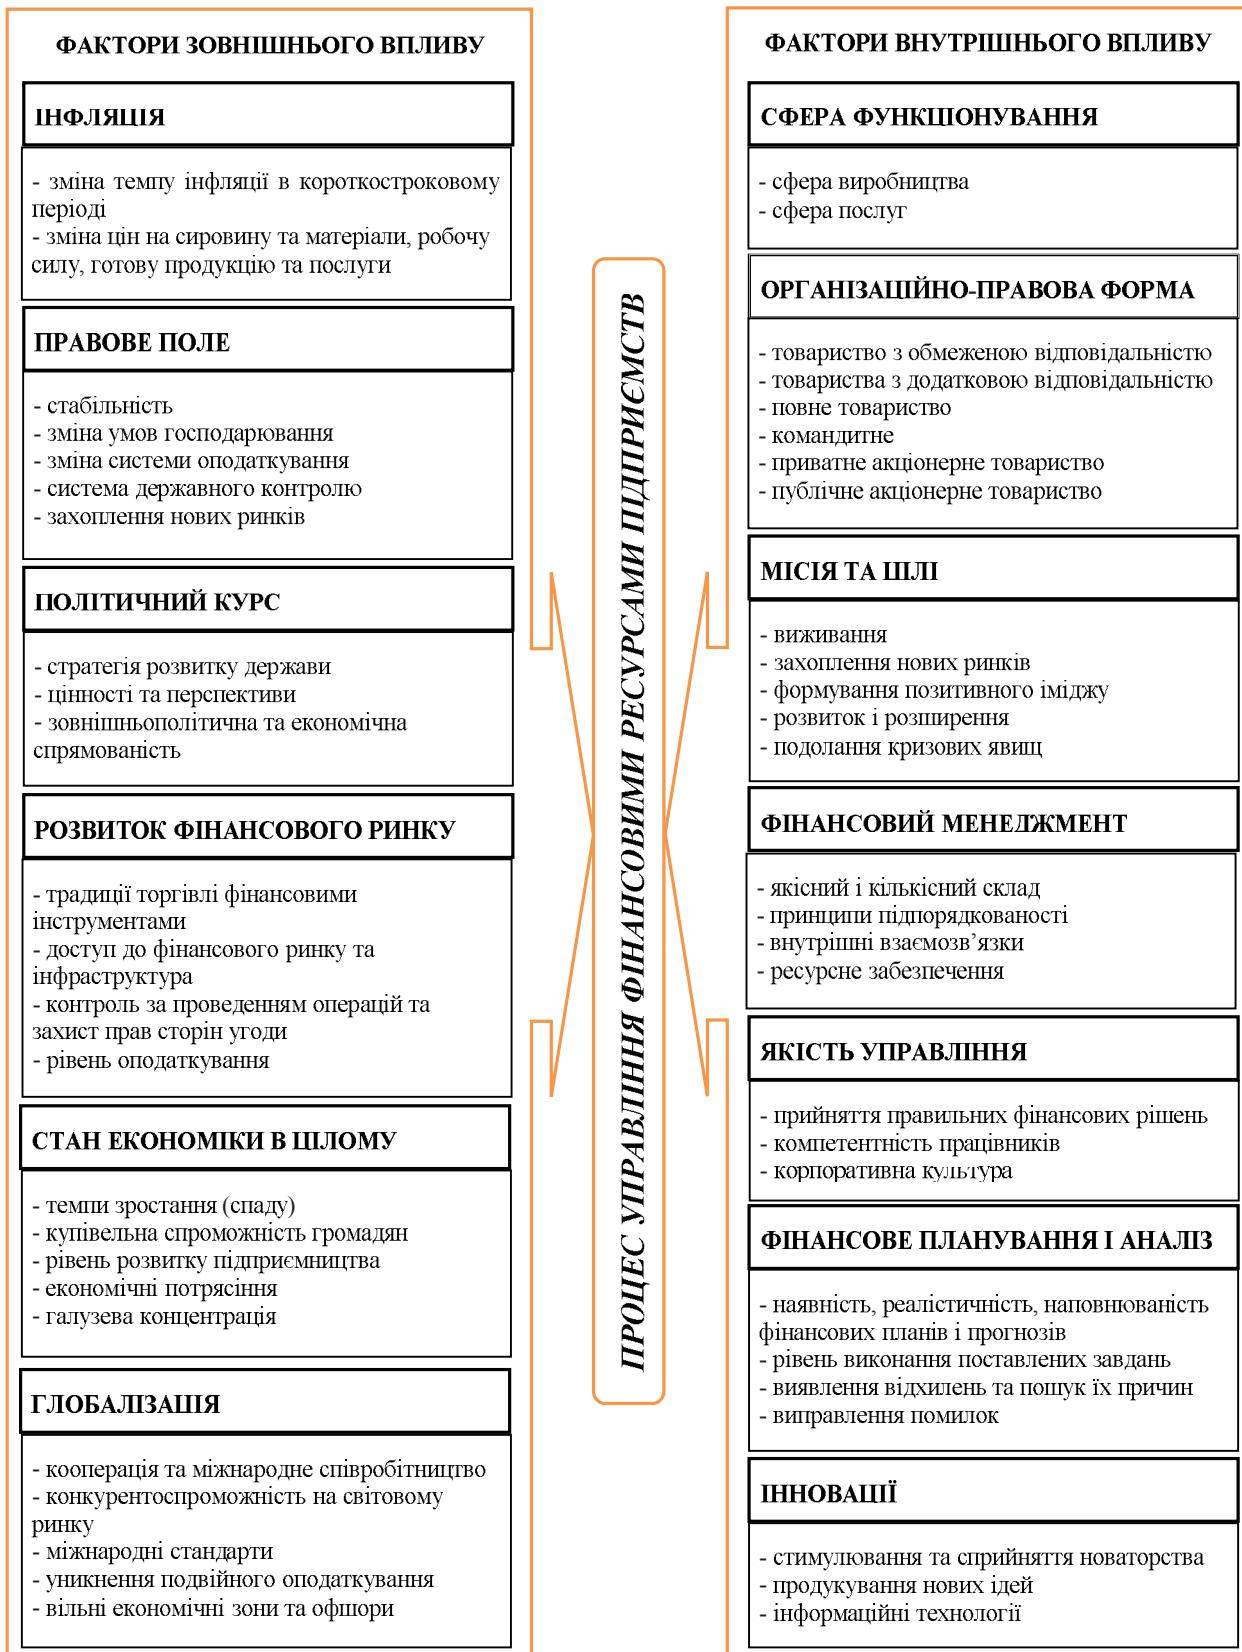 ФАКТОРИ ЗОВНІШНЬОГО ВПЛИВУ
ІНФЛЯЦІЯ
- зміна темпу інфляції в короткостроковому
періоді
- зміна цін на сировину та матеріали, робочу
силу, готову продукцію та послуги
ПРАВОВЕ ПОЛЕ
- стабільність
- зміна умов господарювання
- зміна системи оподаткування
- система державного контролю
- захоплення нових ринків
ПОЛІТИЧНИЙ КУРС
- стратегія розвитку держави
- цінності та перспективи
- зовнішньополітична та економічна
спрямованість
РОЗВИТОК ФІНАНСОВОГО РИНКУ
- традиції торгівлі фінансовими
інструментами
- доступ до фінансового ринку та
інфраструктура
- контроль за проведенням операцій та
захист прав сторін угоди
- рівень оподаткування
СТАН ЕКОНОМІКИ В ЦІЛОМУ
- темпи зростання (спаду)
- купівельна спроможність громадян
- рівень розвитку підприємництва
- економічні потрясіння
- галузева концентрація
ГЛОБАЛІЗАЦІЯ
- кооперація та міжнародне співробітництво
- конкурентоспроможність на світовому
ринку
- міжнародні стандарти
- уникнення подвійного оподаткування
- вільні економічні зони та офшори
ПРОЦЕС УПРАВЛІННЯ ФІНАНСОВИМИ РЕСУРСАМИ ПІДПРИЄМСТВ
ФАКТОРИ ВНУТРІШНЬОГО ВПЛИВУ
СФЕРА ФУНКЦІОНУВАННЯ
- сфера виробництва
- сфера послуг
ОРГАНІЗАЦІЙНО-ПРАВОВА ФОРМА
- товариство з обмеженою відповідальністю
- товариства з додатковою відповідальністю
- повне товариство
- командитне
- приватне акціонерне товариство
- публічне акціонерне товариство
МІСІЯ ТА ЦІЛІ
- виживання
- захоплення нових ринків
- формування позитивного іміджу
- розвиток і розширення
- подолання кризових явищ
ФІНАНСОВИЙ МЕНЕДЖМЕНТ
- якісний і кількісний склад
- принципи підпорядкованості
- внутрішні взаємозв’язки
- ресурсне забезпечення
ЯКІСТЬ УПРАВЛІННЯ
- прийняття правильних фінансових рішень
- компетентність працівників
- корпоративна культура
ФІНАНСОВЕ ПЛАНУВАННЯ І АНАЛІЗ
- наявність, реалістичність, наповнюваність
фінансових планів і прогнозів
- рівень виконання поставлених завдань
- виявлення відхилень та пошук їх причин
- виправлення помилок
ІННОВАЦІЇ
- стимулювання та сприйняття новаторства
- продукування нових ідей
- інформаційні технології